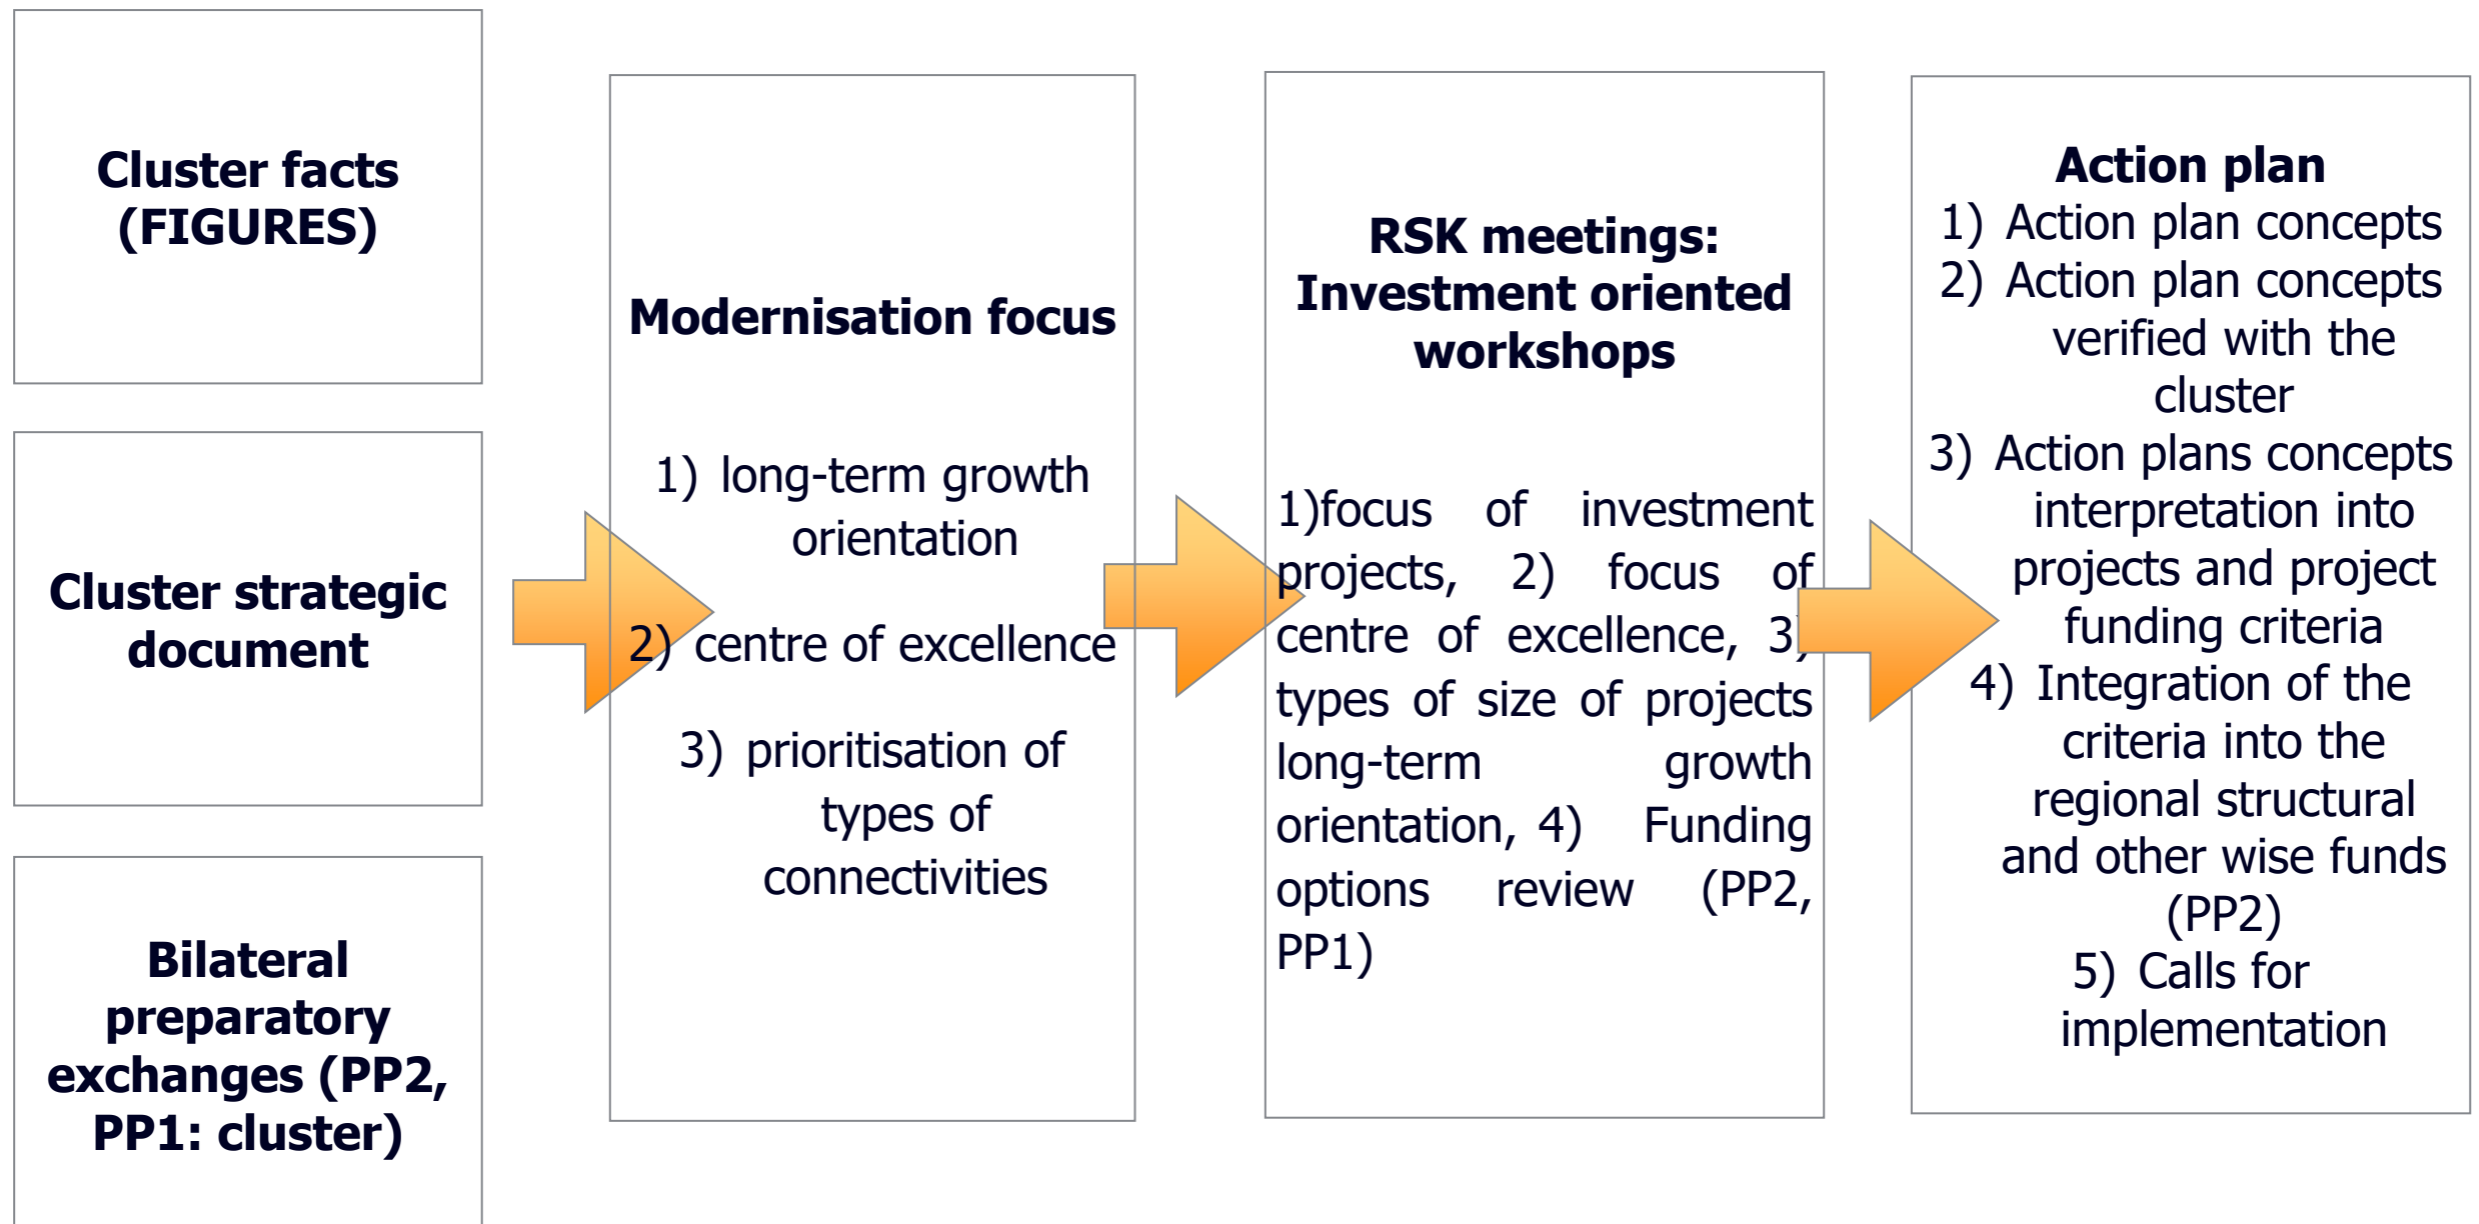 Cluster facts
(FIGURES)
Cluster strategic
document
Bilateral
preparatory
exchanges (PP2,
PP1: cluster)
Modernisation focus
1) long-term growth
orientation
2) centre of excellence
3) prioritisation of
types of
connectivities
RSK meetings:
Investment oriented
workshops
1)focus of investment
projects, 2) focus of
centre of excellence, 3)
types of size of projects
long-term growth
orientation, 4) Funding
options review (PP2,
PP1)
Action plan
1) Action plan concepts
2) Action plan concepts
verified with the
cluster
3) Action plans concepts
interpretation into
projects and project
funding criteria
4) Integration of the
criteria into the
regional structural
and other wise funds
(PP2)
5) Calls for
implementation